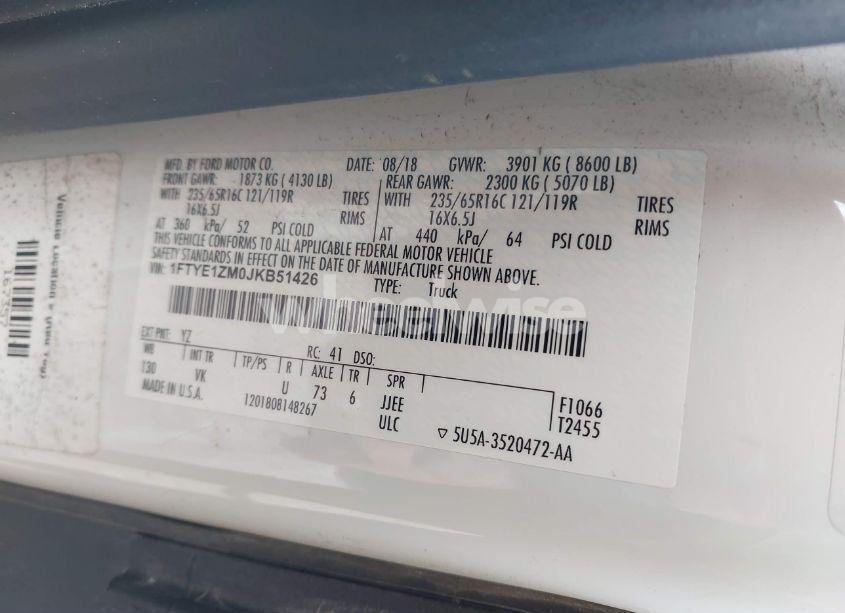 MFD. BY FORD MOTOR CO. DATE: 08/18 GVWR: 3901 KG ( 8600 LB)
FRONT GAWR: 1873 KG ( 4130 LB) REAR GAWR: 2300 KG ( 5070 LB)
WITH 235/65R16C 121/119R TIRES WITH 235/65R16C 121/119R TIRES
16X6.5J RIMS 16X6.5J RIMS
AT 360 kPa/ 52 PSI COLD AT 440 kPa/ 64 PSI COLD
THIS VEHICLE CONFORMS TO ALL APPLICABLE FEDERAL MOTOR VEHICLE
SAFETY STANDARDS IN EFFECT ON THE DATE OF MANUFACTURE SHOWN ABOVE.
VIN: 1FTYE1ZM0JKB51426 TYPE: Truck
Wheelwise
EXT PNT: YZ RC: 41 DSO:
WB INT TR TP/PS R AXLE TR SPR
130 VK U 73 6 JJEE F1066
MADE IN U.S.A. 1201808148267 ULC T2455
5U5A-3520472-AA
Vehicle Location